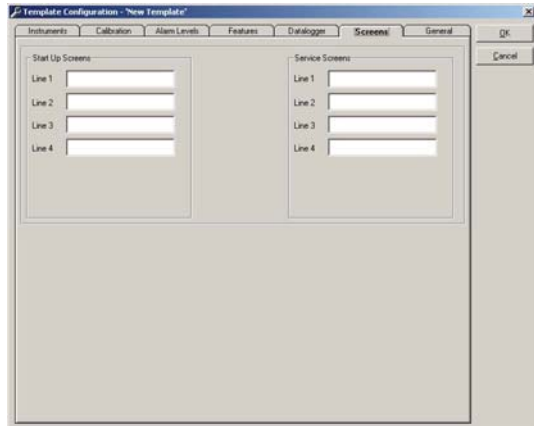 Template Configuration - 'New Template'
Instruments
Calibration
Alarm Levels
Features
Datalogger
Screens
General
OK
Cancel
Start Up Screens
Line 1
Line 2
Line 3
Line 4
Service Screens
Line 1
Line 2
Line 3
Line 4